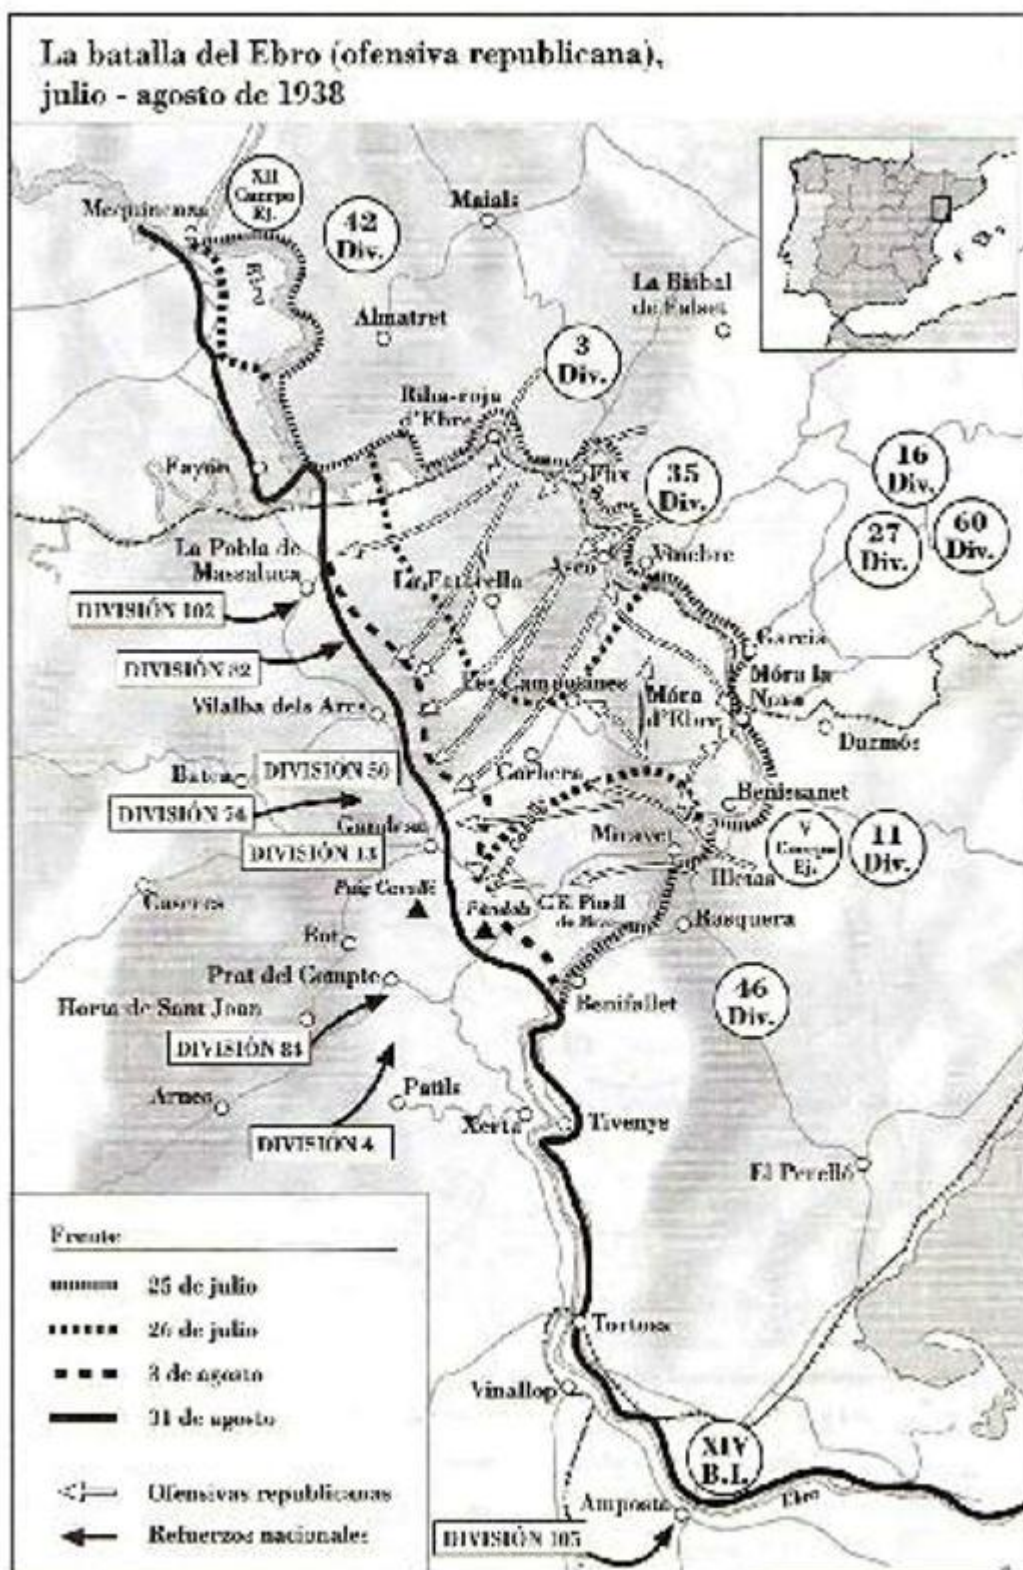 La batalla del Ebro (ofensiva republicana),
julio - agosto de 1938
XII
Cuerpo
Ej.
Mequinenza
42
Div.
Maials
Ebro
Almatret
La Bisbal
de Falset
3
Div.
Riba-roja
d'Ebre
Fayón
Flix
35
Div.
16
Div.
27
Div.
60
Div.
La Pobla de
Massaluca
Ascó
Vinebre
La Fatarella
DIVISIÓN 102
Garcia
DIVISIÓN 82
Móra la
Nova
Móra
d'Ebre
Vilalba dels Arcs
Darmós
Batea
DIVISIÓN 50
Corbera
Benissanet
DIVISIÓN 74
Gandesa
DIVISIÓN 13
Miravet
V
Cuerpo
Ej.
11
Div.
Puig Cavaller
Caseres
Pàndols
Rasquera
Bot
Prat del Compte
Benifallet
46
Div.
Horta de Sant Joan
DIVISIÓN 84
Arnes
Paüls
Xerta
Tivenys
DIVISIÓN 4
El Perelló
Frente
25 de julio
26 de julio
3 de agosto
31 de agosto
Ofensivas republicanas
Refuerzos nacionales
Tortosa
Vinallop
XIV
B.I.
Amposta
Ebro
DIVISIÓN 105